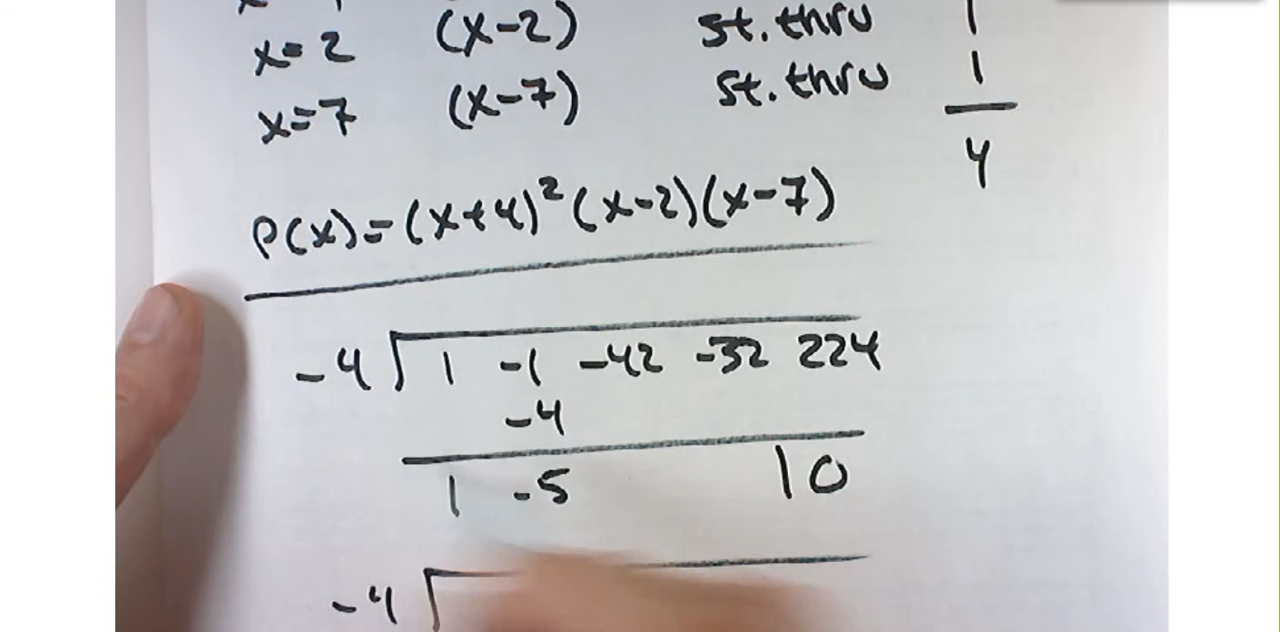 x=2 (x-2) st.thru 1
x=7 (x-7) st.thru 1
4
P(x)=(x+4)²(x-2)(x-7)
-4 1 -1 -42 -32 224
-4
1 -5 | 0
-4